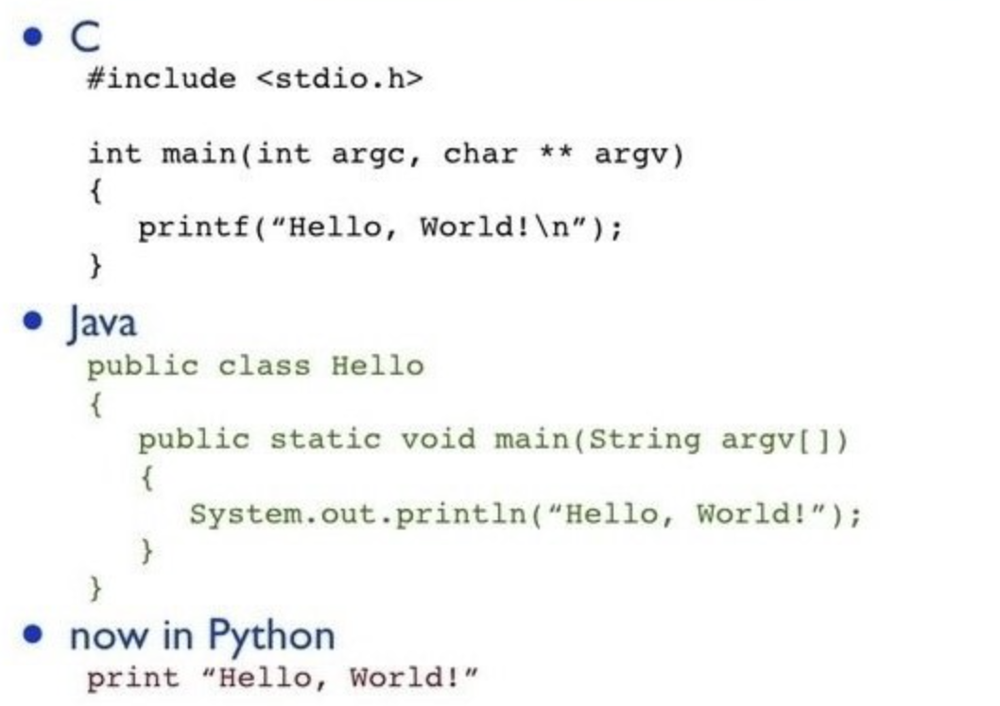 • C
#include <stdio.h>
int main(int argc, char ** argv)
{
printf(“Hello, World!\n”);
}
• Java
public class Hello
{
public static void main(String argv[])
{
System.out.println(“Hello, World!”);
}
}
• now in Python
print “Hello, World!”